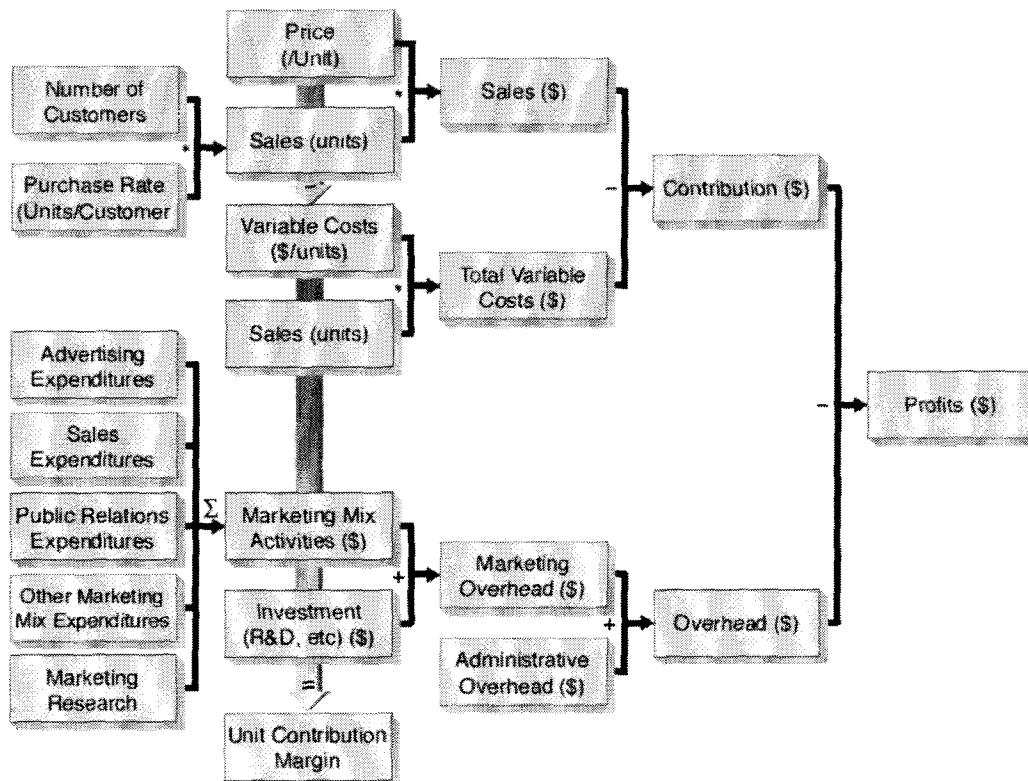 Price
(/Unit)
Number of
Customers
*
Sales ($)
*
Sales (units)
Purchase Rate
(Units/Customer
−
−
Contribution ($)
Variable Costs
($/units)
*
Total Variable
Costs ($)
Sales (units)
Advertising
Expenditures
−
Profits ($)
Sales
Expenditures
Σ
Public Relations
Expenditures
Marketing Mix
Activities ($)
+
Marketing
Overhead ($)
Other Marketing
Mix Expenditures
Investment
(R&D, etc) ($)
+
Overhead ($)
Administrative
Overhead ($)
Marketing
Research
=
Unit Contribution
Margin